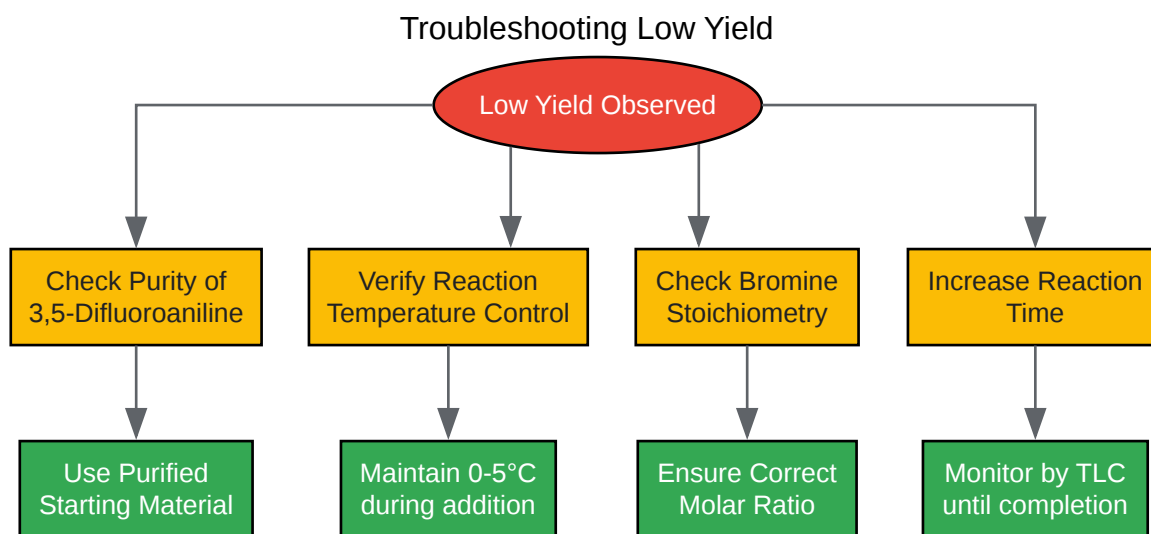 Troubleshooting Low Yield
Low Yield Observed
Check Purity of
3,5-Difluoroaniline
Verify Reaction
Temperature Control
Check Bromine
Stoichiometry
Increase Reaction
Time
Use Purified
Starting Material
Maintain 0-5°C
during addition
Ensure Correct
Molar Ratio
Monitor by TLC
until completion